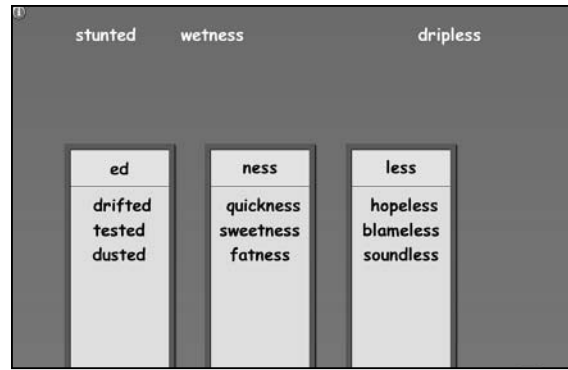 stunted wetness dripless
ed ness less
drifted quickness hopeless
tested sweetness blameless
dusted fatness soundless